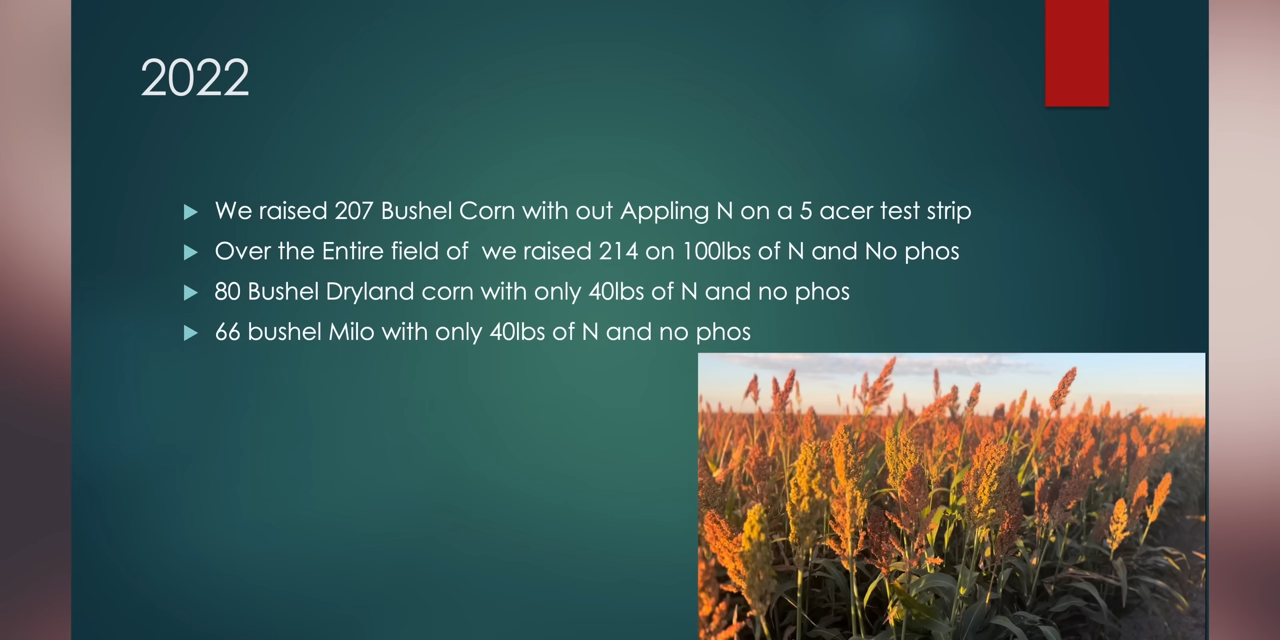 2022
We raised 207 Bushel Corn with out Appling N on a 5 acer test strip
Over the Entire field of  we raised 214 on 100lbs of N and No phos
80 Bushel Dryland corn with only 40lbs of N and no phos
66 bushel Milo with only 40lbs of N and no phos